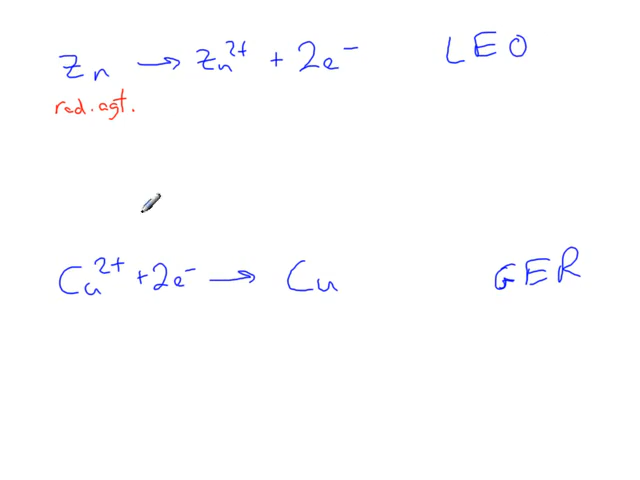 Zn → Zn²⁺ + 2e⁻ LEO
red. agt.
Cu²⁺ + 2e⁻ → Cu GER